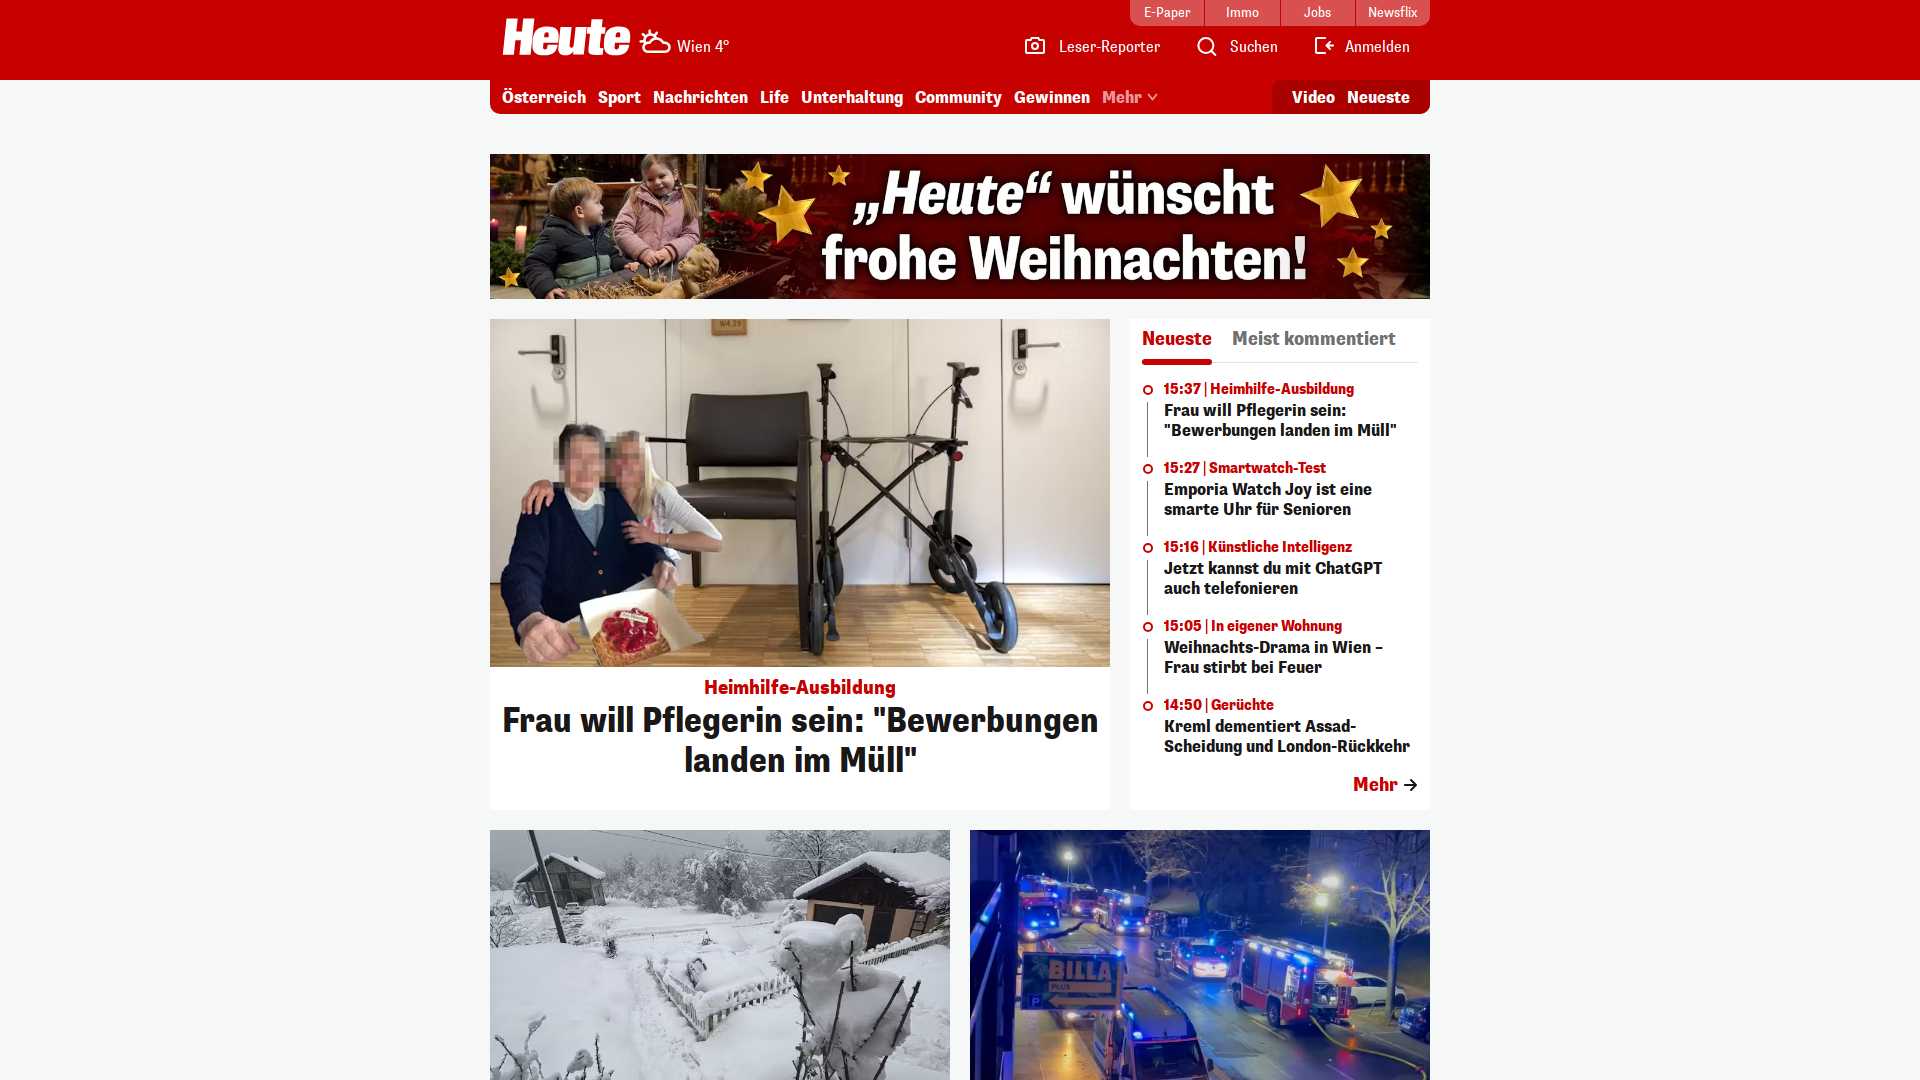 E-Paper
Immo
Jobs
Newsflix
Heute
Wien 4°
Leser-Reporter
Suchen
Anmelden
Österreich
Sport
Nachrichten
Life
Unterhaltung
Community
Gewinnen
Mehr
Video
Neueste
„Heute“ wünscht
frohe Weihnachten!
Heimhilfe-Ausbildung
Frau will Pflegerin sein: "Bewerbungen
landen im Müll"
Neueste
Meist kommentiert
15:37 | Heimhilfe-Ausbildung
Frau will Pflegerin sein:
"Bewerbungen landen im Müll"
15:27 | Smartwatch-Test
Emporia Watch Joy ist eine
smarte Uhr für Senioren
15:16 | Künstliche Intelligenz
Jetzt kannst du mit ChatGPT
auch telefonieren
15:05 | In eigener Wohnung
Weihnachts-Drama in Wien –
Frau stirbt bei Feuer
14:50 | Gerüchte
Kreml dementiert Assad-
Scheidung und London-Rückkehr
Mehr
BILLA
PLUS
P